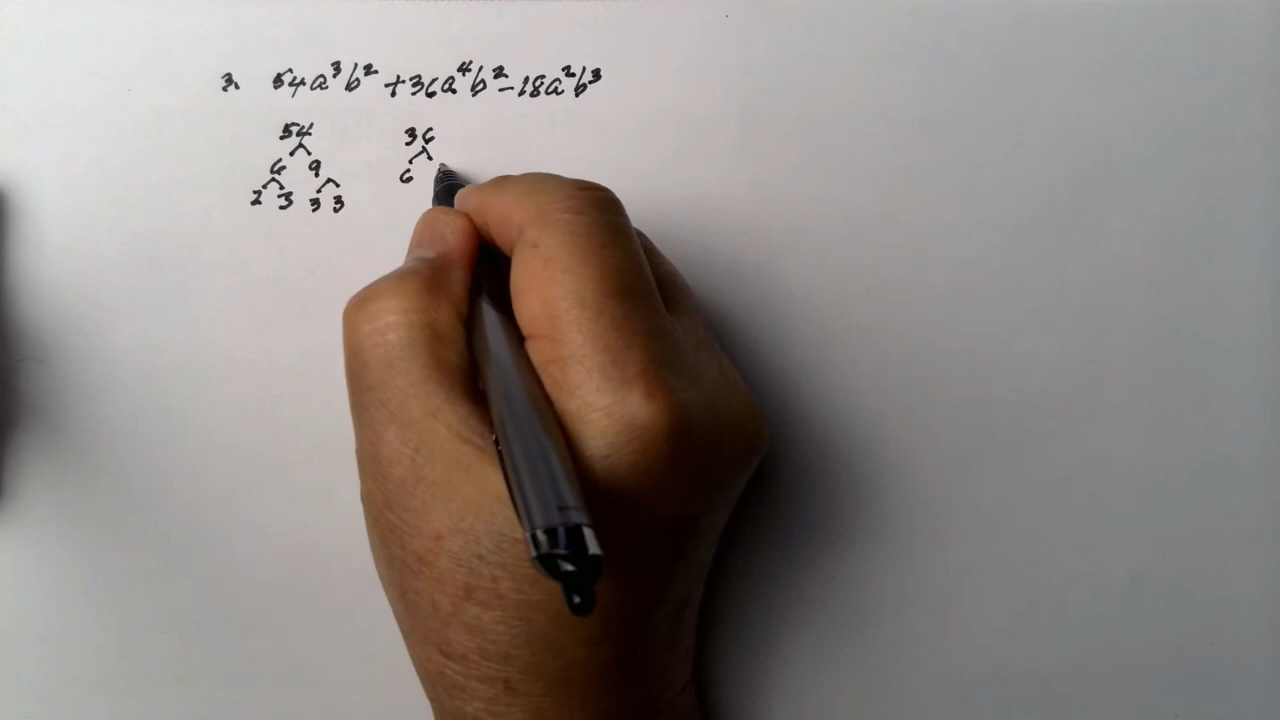 3. 54a³b² + 36a⁴b² - 18a²b³
54 36
6 9 6
2 3 3 3